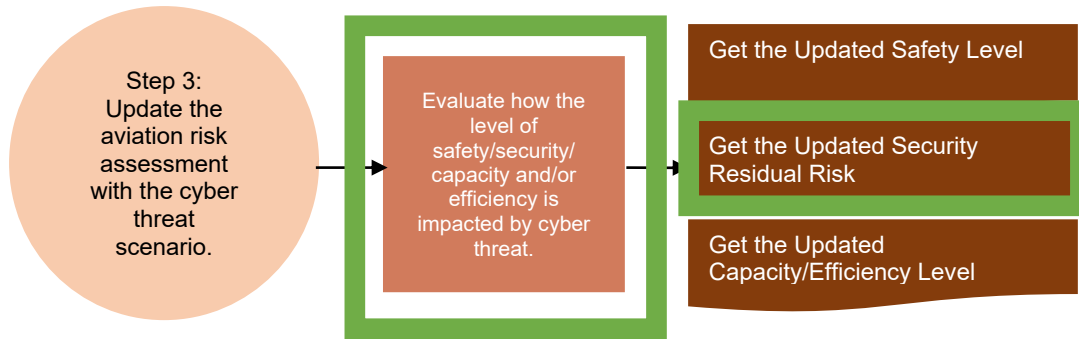 Step 3:
Update the
aviation risk
assessment
with the cyber
threat
scenario.
Evaluate how the
level of
safety/security/
capacity and/or
efficiency is
impacted by cyber
threat.
Get the Updated Safety Level
Get the Updated Security
Residual Risk
Get the Updated
Capacity/Efficiency Level